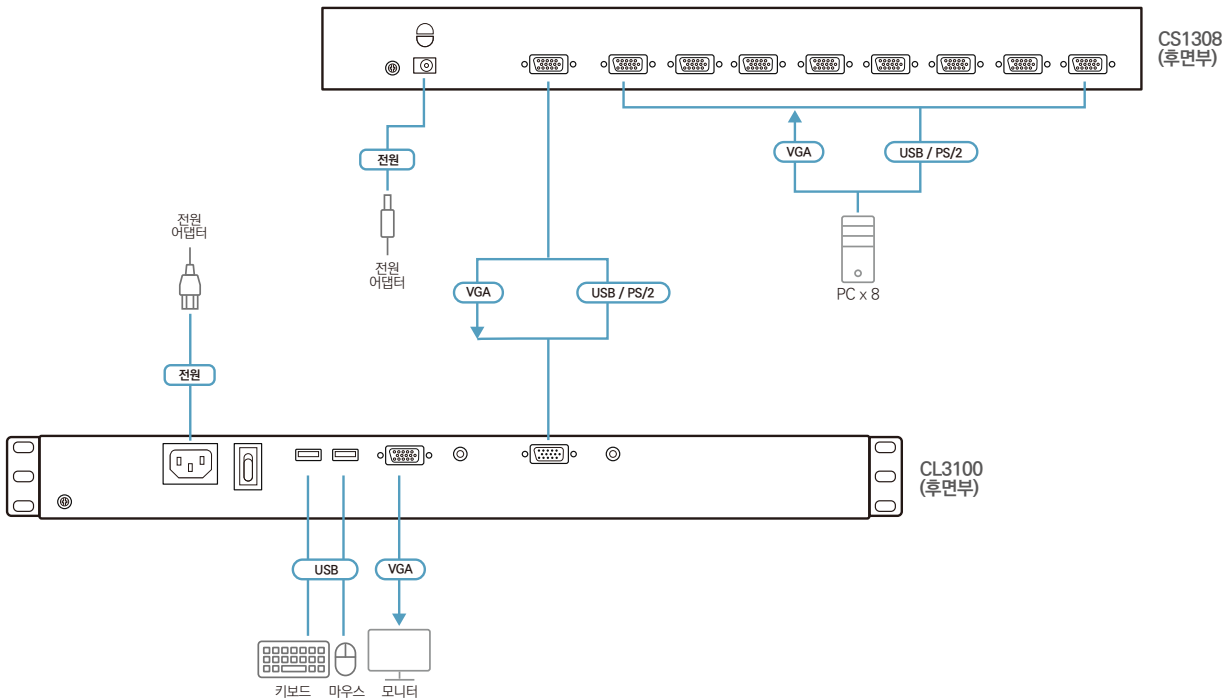 CS1308
(후면부)
VGA
USB / PS/2
전원
전원
어댑터
전원
어댑터
PC x 8
VGA
USB / PS/2
전원
CL3100
(후면부)
USB
VGA
키보드
마우스
모니터